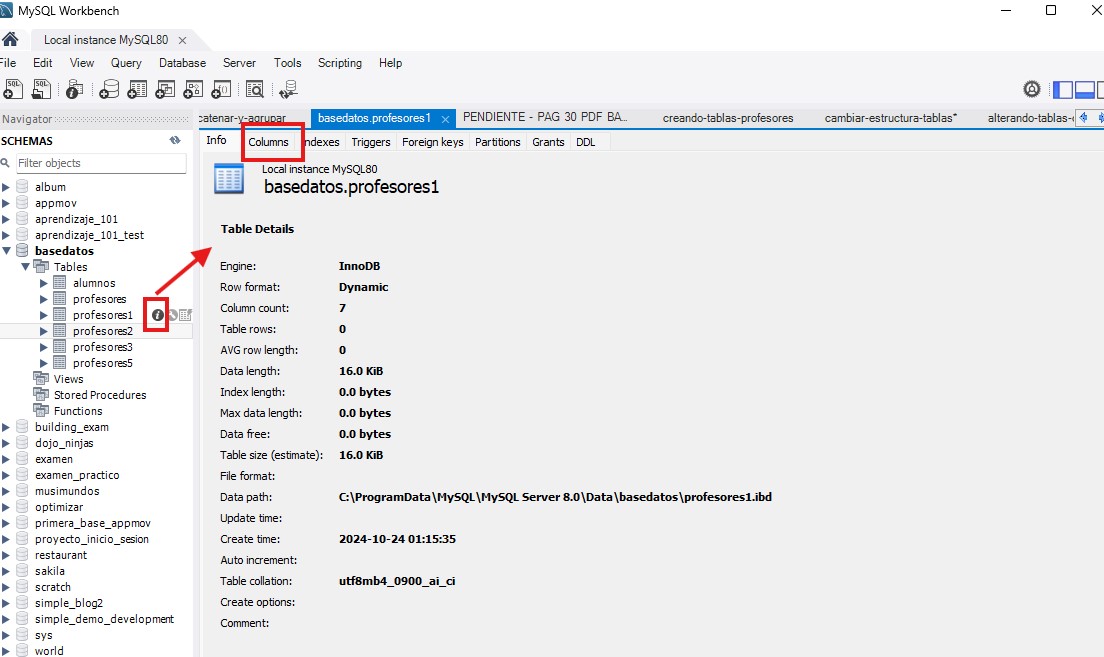 MySQL Workbench
Local instance MySQL80
File Edit View Query Database Server Tools Scripting Help
Navigator
SCHEMAS
Filter objects
album
appmov
aprendizaje_101
aprendizaje_101_test
basedatos
Tables
alumnos
profesores
profesores1
profesores2
profesores3
profesores5
Views
Stored Procedures
Functions
building_exam
dojo_ninjas
examen
examen_practico
musimundos
optimizar
primera_base_appmov
proyecto_inicio_sesion
restaurant
sakila
scratch
simple_blog2
simple_demo_development
sys
world
catenar-y-agrupar basedatos.profesores1 PENDIENTE - PAG 30 PDF BA... creando-tablas-profesores cambiar-estructura-tablas* alterando-tablas-
Info Columns Indexes Triggers Foreign keys Partitions Grants DDL
Local instance MySQL80
basedatos.profesores1
Table Details
Engine: InnoDB
Row format: Dynamic
Column count: 7
Table rows: 0
AVG row length: 0
Data length: 16.0 KiB
Index length: 0.0 bytes
Max data length: 0.0 bytes
Data free: 0.0 bytes
Table size (estimate): 16.0 KiB
File format:
Data path: C:\ProgramData\MySQL\MySQL Server 8.0\Data\basedatos\profesores1.ibd
Update time:
Create time: 2024-10-24 01:15:35
Auto increment:
Table collation: utf8mb4_0900_ai_ci
Create options:
Comment: